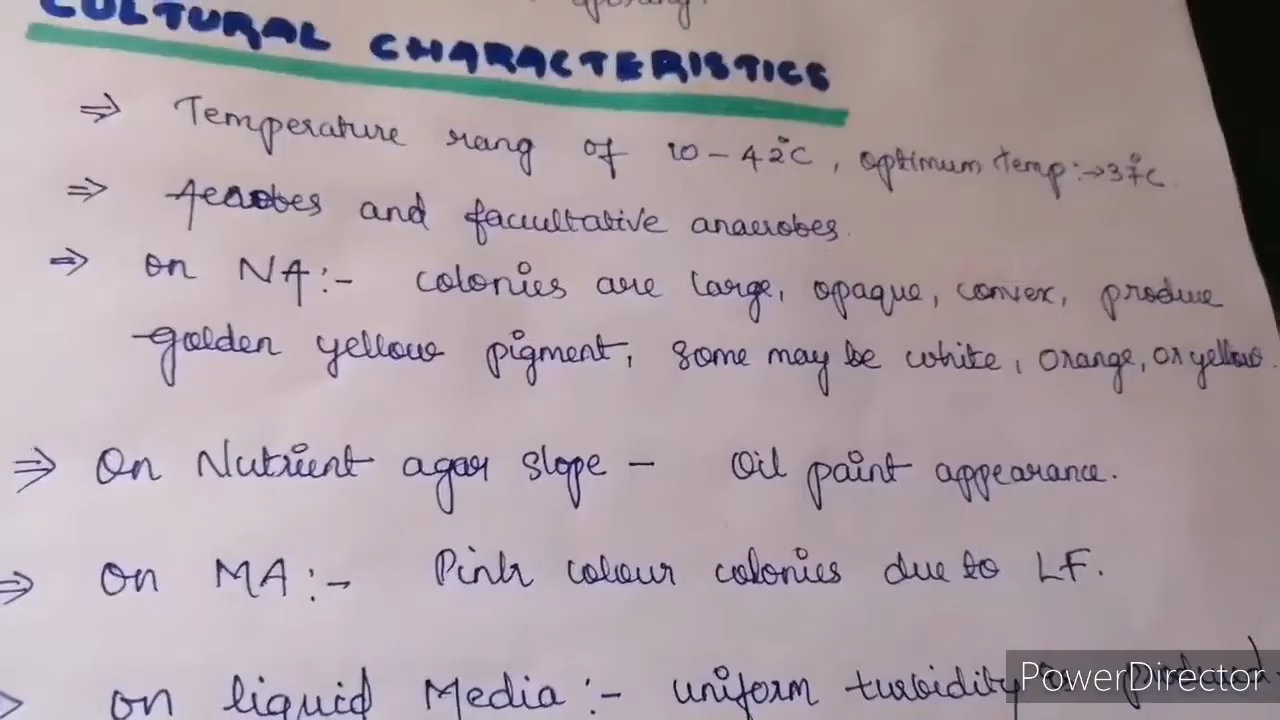 CULTURAL CHARACTERISTICS
⇒ Temperature rang of 10-42°C, optimum temp:→37°C
⇒ Aerobes and facultative anaerobes.
⇒ on NA:- colonies are large, opaque, convex, produce
golden yellow pigment, some may be white, orange, or yellow.
⇒ On Nutrient agar slope - Oil paint appearance.
⇒ On MA:- Pink colour colonies due to LF.
on liquid Media:- uniform turbidity is produced.
PowerDirector